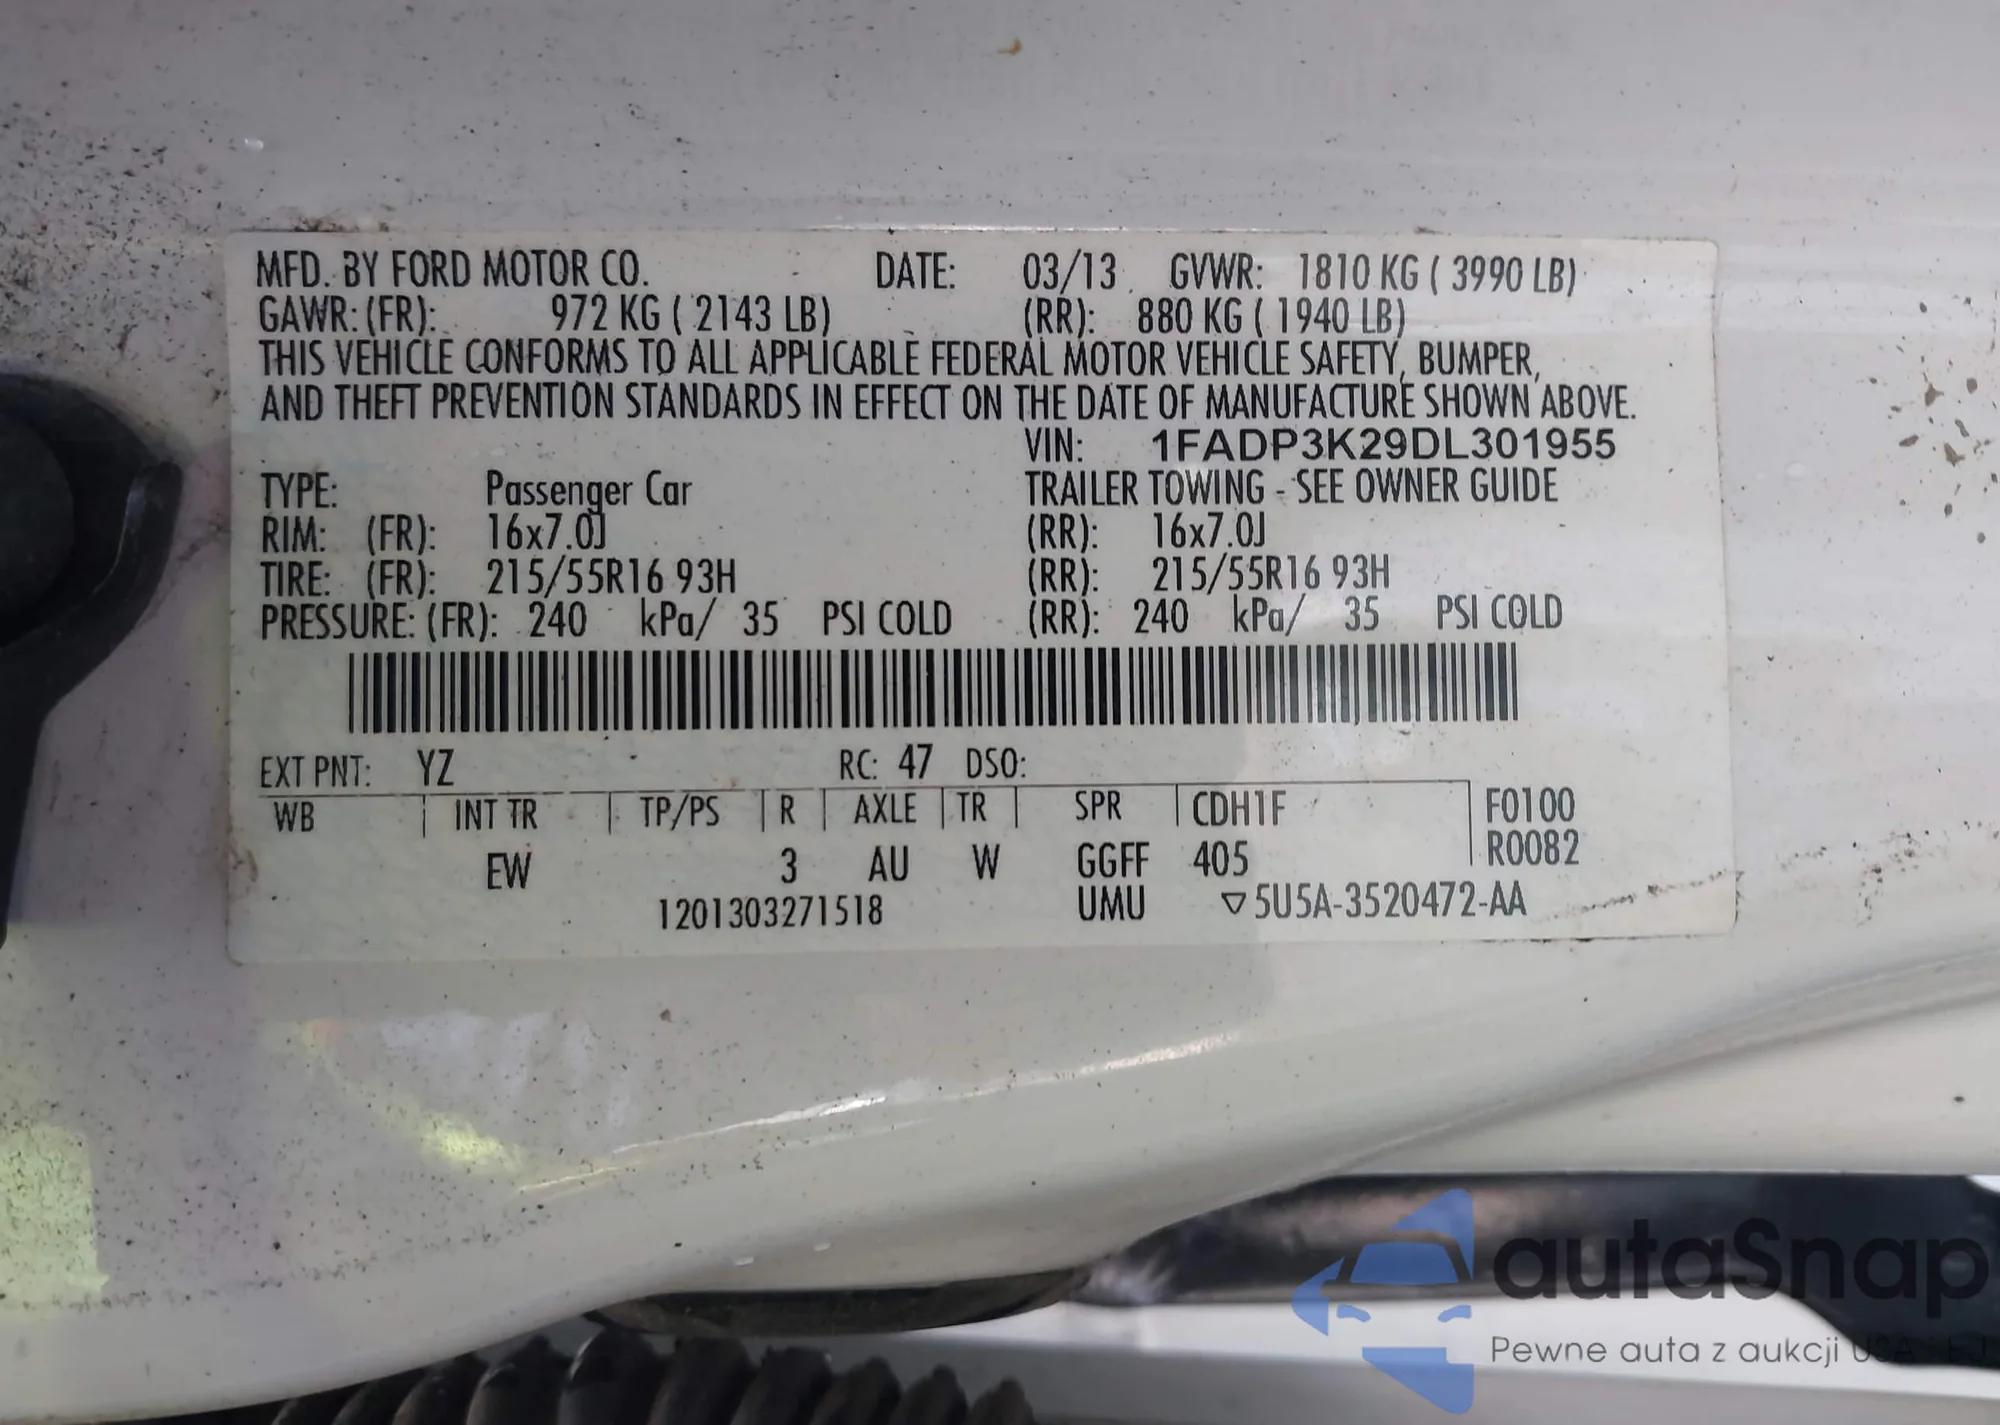 MFD. BY FORD MOTOR CO. DATE: 03/13 GVWR: 1810 KG ( 3990 LB)
GAWR: (FR): 972 KG ( 2143 LB) (RR): 880 KG ( 1940 LB)
THIS VEHICLE CONFORMS TO ALL APPLICABLE FEDERAL MOTOR VEHICLE SAFETY, BUMPER,
AND THEFT PREVENTION STANDARDS IN EFFECT ON THE DATE OF MANUFACTURE SHOWN ABOVE.
VIN: 1FADP3K29DL301955
TYPE: Passenger Car TRAILER TOWING - SEE OWNER GUIDE
RIM: (FR): 16x7.0J (RR): 16x7.0J
TIRE: (FR): 215/55R16 93H (RR): 215/55R16 93H
PRESSURE: (FR): 240 kPa/ 35 PSI COLD (RR): 240 kPa/ 35 PSI COLD
EXT PNT: YZ RC: 47 DSO:
WB INT TR TP/PS R AXLE TR SPR CDH1F F0100
EW 3 AU W GGFF 405 R0082
1201303271518 UMU ▽5U5A-3520472-AA
autaSnap
Pewne auta z aukcji USA i EU